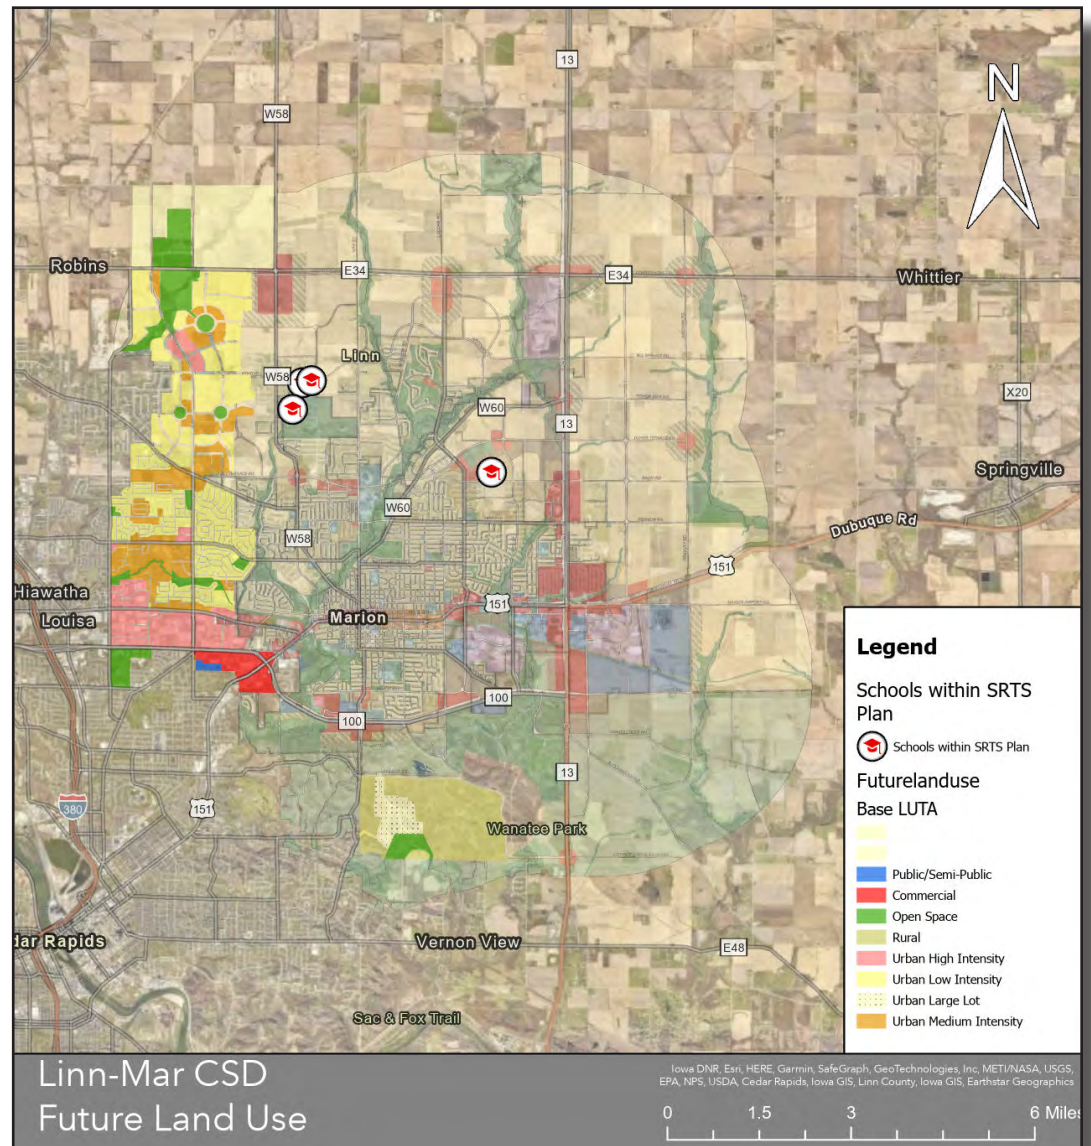 13
N
W58
Robins
E34
E34
Whittier
Linn
W58
W60
X20
13
Springville
W60
Dubuque Rd
W58
151
Hiawatha
151
Louisa
Marion
100
100
13
380
151
Wanatee Park
dar Rapids
Vernon View
E48
Sac & Fox Trail
Legend
Schools within SRTS
Plan
Schools within SRTS Plan
Futurelanduse
Base LUTA
Public/Semi-Public
Commercial
Open Space
Rural
Urban High Intensity
Urban Low Intensity
Urban Large Lot
Urban Medium Intensity
Linn-Mar CSD
Future Land Use
Iowa DNR, Esri, HERE, Garmin, SafeGraph, GeoTechnologies, Inc, METI/NASA, USGS,
EPA, NPS, USDA, Cedar Rapids, Iowa GIS, Linn County, Iowa GIS, Earthstar Geographics
0 1.5 3 6 Miles